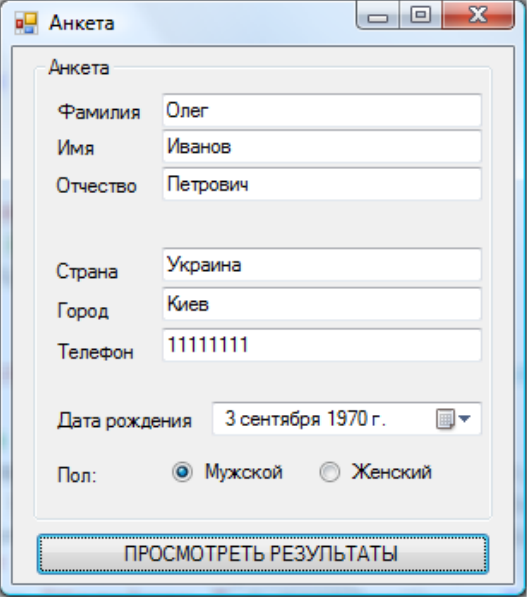 Анкета
Анкета
Фамилия Олег
Имя Иванов
Отчество Петрович
Страна Украина
Город Киев
Телефон 11111111
Дата рождения 3 сентября 1970 г.
Пол: Мужской Женский
ПРОСМОТРЕТЬ РЕЗУЛЬТАТЫ